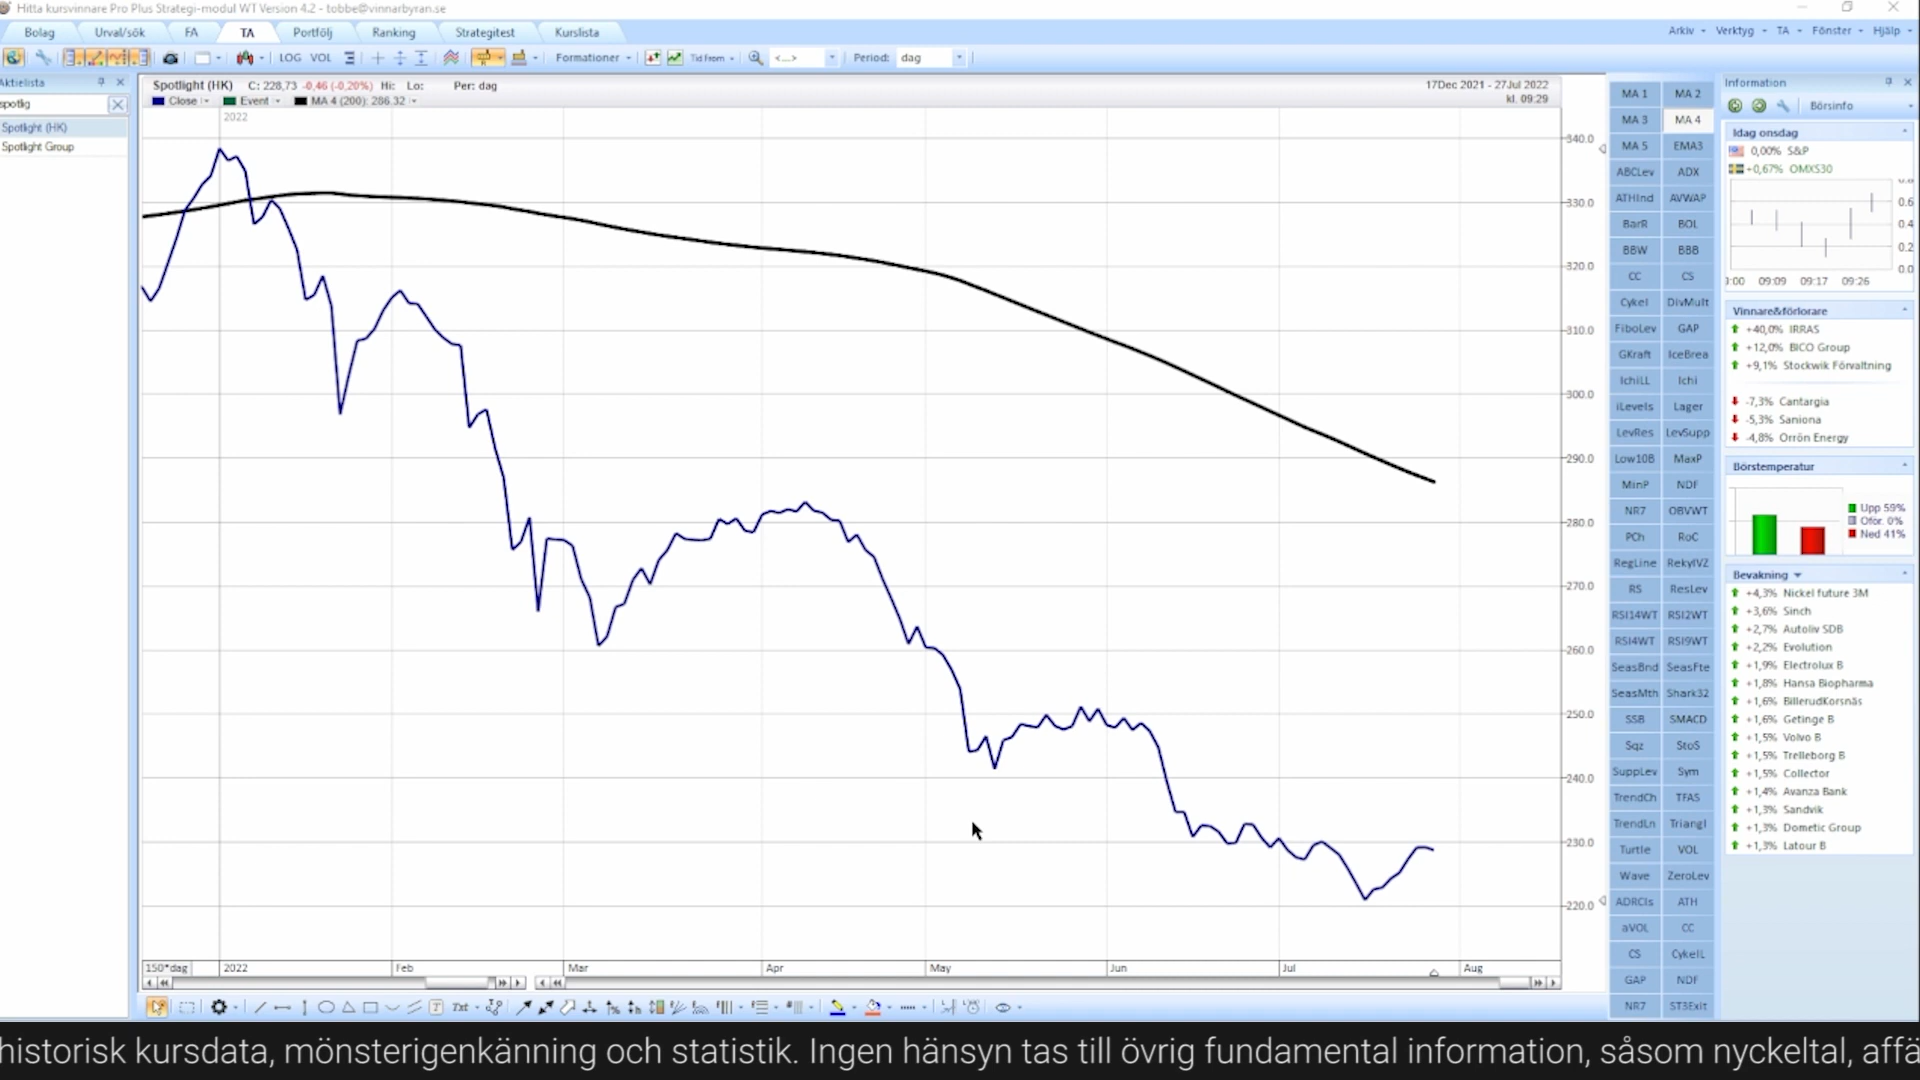 Hitta kursvinnare Pro Plus Strategi-modul WT Version 4.2 - tobbe@vinnarbyran.se
Bolag Urval/sök FA TA Portfölj Ranking Strategitest Kurslista
Arkiv Verktyg TA Fönster Hjälp
LOG VOL Formationer Tid from <...> Period: dag
Aktielista
spotlig
Spotlight (HK)
Spotlight Group
Spotlight (HK) C: 228,73 -0,46 (-0,20%) Hi: Lo: Per: dag
17Dec 2021 - 27Jul 2022
Close Event MA 4 (200): 286.32
kl. 09:29
2022
340.0
330.0
320.0
310.0
300.0
290.0
280.0
270.0
260.0
250.0
240.0
230.0
220.0
150*dag 2022 Feb Mar Apr May Jun Jul Aug
Txt
MA 1 MA 2
MA 3 MA 4
MA 5 EMA3
ABCLev ADX
ATHInd AVWAP
BarR BOL
BBW BBB
CC CS
Cykel DivMult
FiboLev GAP
GKraft IceBrea
IchiLL Ichi
iLevels Lager
LevRes LevSupp
Low10B MaxP
MinP NDF
NR7 OBVWT
PCh RoC
RegLine RekylVZ
RS ResLev
RSI14WT RSI2WT
RSI4WT RSI9WT
SeasBnd SeasFte
SeasMth Shark32
SSB SMACD
Sqz StoS
SuppLev Sym
TrendCh TFAS
TrendLn Triangl
Turtle VOL
Wave ZeroLev
ADRCls ATH
aVOL CC
CS CykelL
GAP NDF
NR7 ST3Exit
Information
Börsinfo
Idag onsdag
0,00% S&P
+0,67% OMXS30
0.6
0.4
0.2
0.0
09:09 09:17 09:26
Vinnare&förlorare
+40,0% IRRAS
+12,0% BICO Group
+9,1% Stockwik Förvaltning
-7,3% Cantargia
-5,3% Saniona
-4,8% Orrön Energy
Börstemperatur
Upp 59%
Oför. 0%
Ned 41%
Bevakning
+4,3% Nickel future 3M
+3,6% Sinch
+2,7% Autoliv SDB
+2,2% Evolution
+1,9% Electrolux B
+1,8% Hansa Biopharma
+1,6% BillerudKorsnäs
+1,6% Getinge B
+1,5% Volvo B
+1,5% Trelleborg B
+1,5% Collector
+1,4% Avanza Bank
+1,3% Sandvik
+1,3% Dometic Group
+1,3% Latour B
historisk kursdata, mönsterigenkänning och statistik. Ingen hänsyn tas till övrig fundamental information, såsom nyckeltal, affä